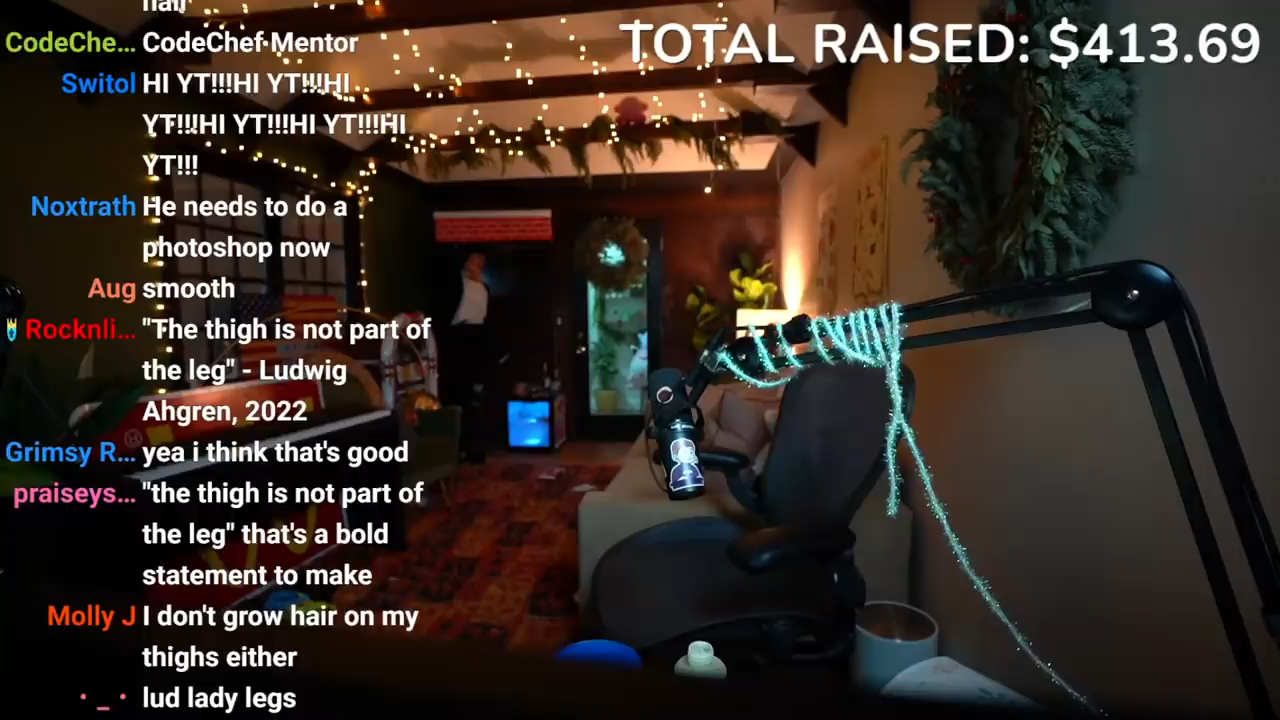 hair
CodeChe... CodeChef Mentor
Switol HI YT!!!HI YT!!!HI
YT!!!HI YT!!!HI YT!!!HI
YT!!!
Noxtrath He needs to do a
photoshop now
Aug smooth
Rocknli... "The thigh is not part of
the leg" - Ludwig
Ahgren, 2022
Grimsy R... yea i think that's good
praiseys... "the thigh is not part of
the leg" that's a bold
statement to make
Molly J I don't grow hair on my
thighs either
· _ · lud lady legs
TOTAL RAISED: $413.69